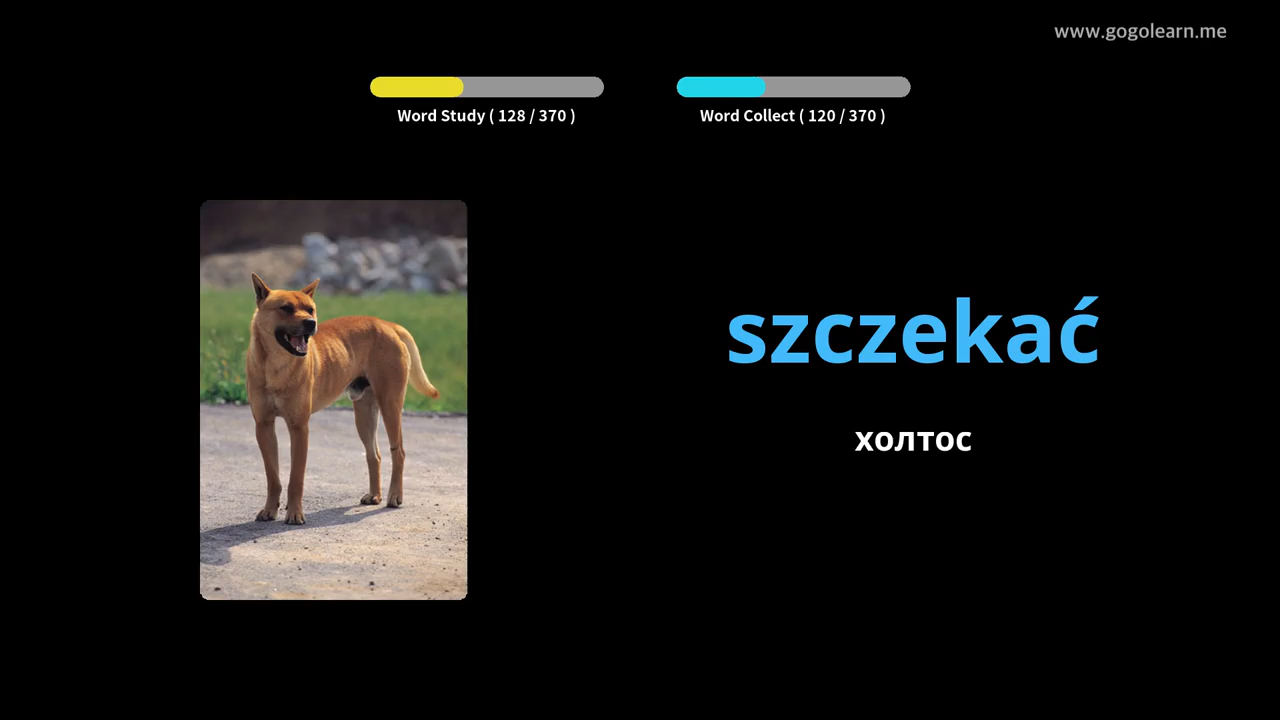 www.gogolearn.me
Word Study ( 128 / 370 )
Word Collect ( 120 / 370 )
szczekać
холтос